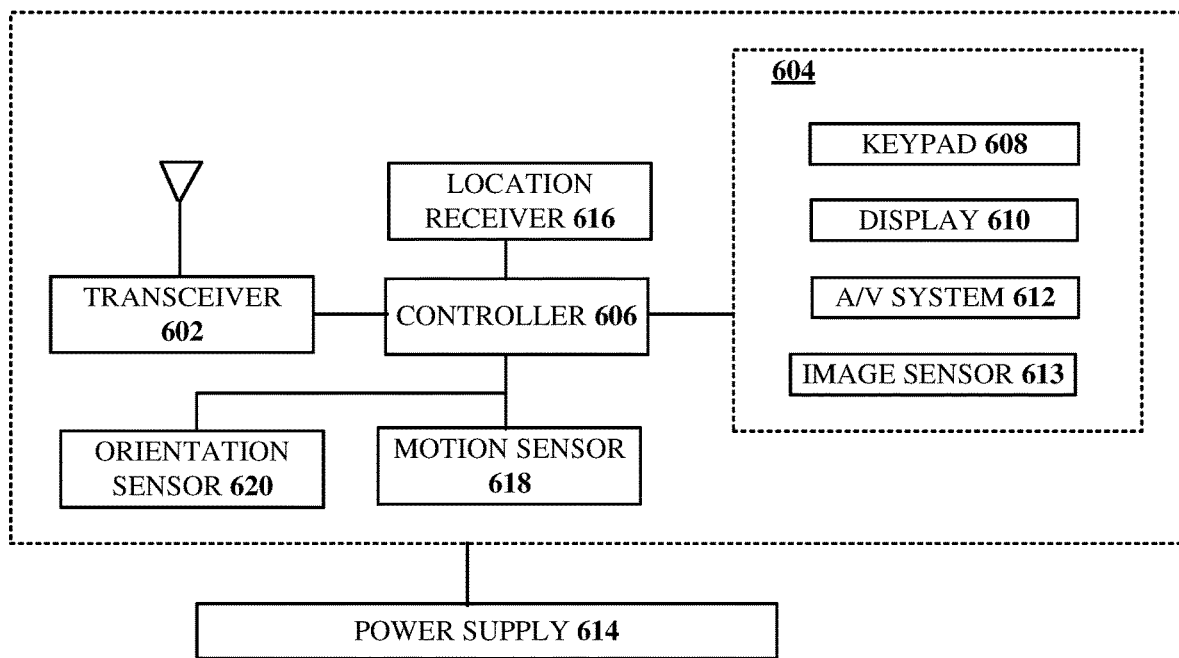 604
KEYPAD 608
LOCATION
RECEIVER 616
DISPLAY 610
TRANSCEIVER
602
CONTROLLER 606
A/V SYSTEM 612
IMAGE SENSOR 613
ORIENTATION
SENSOR 620
MOTION SENSOR
618
POWER SUPPLY 614